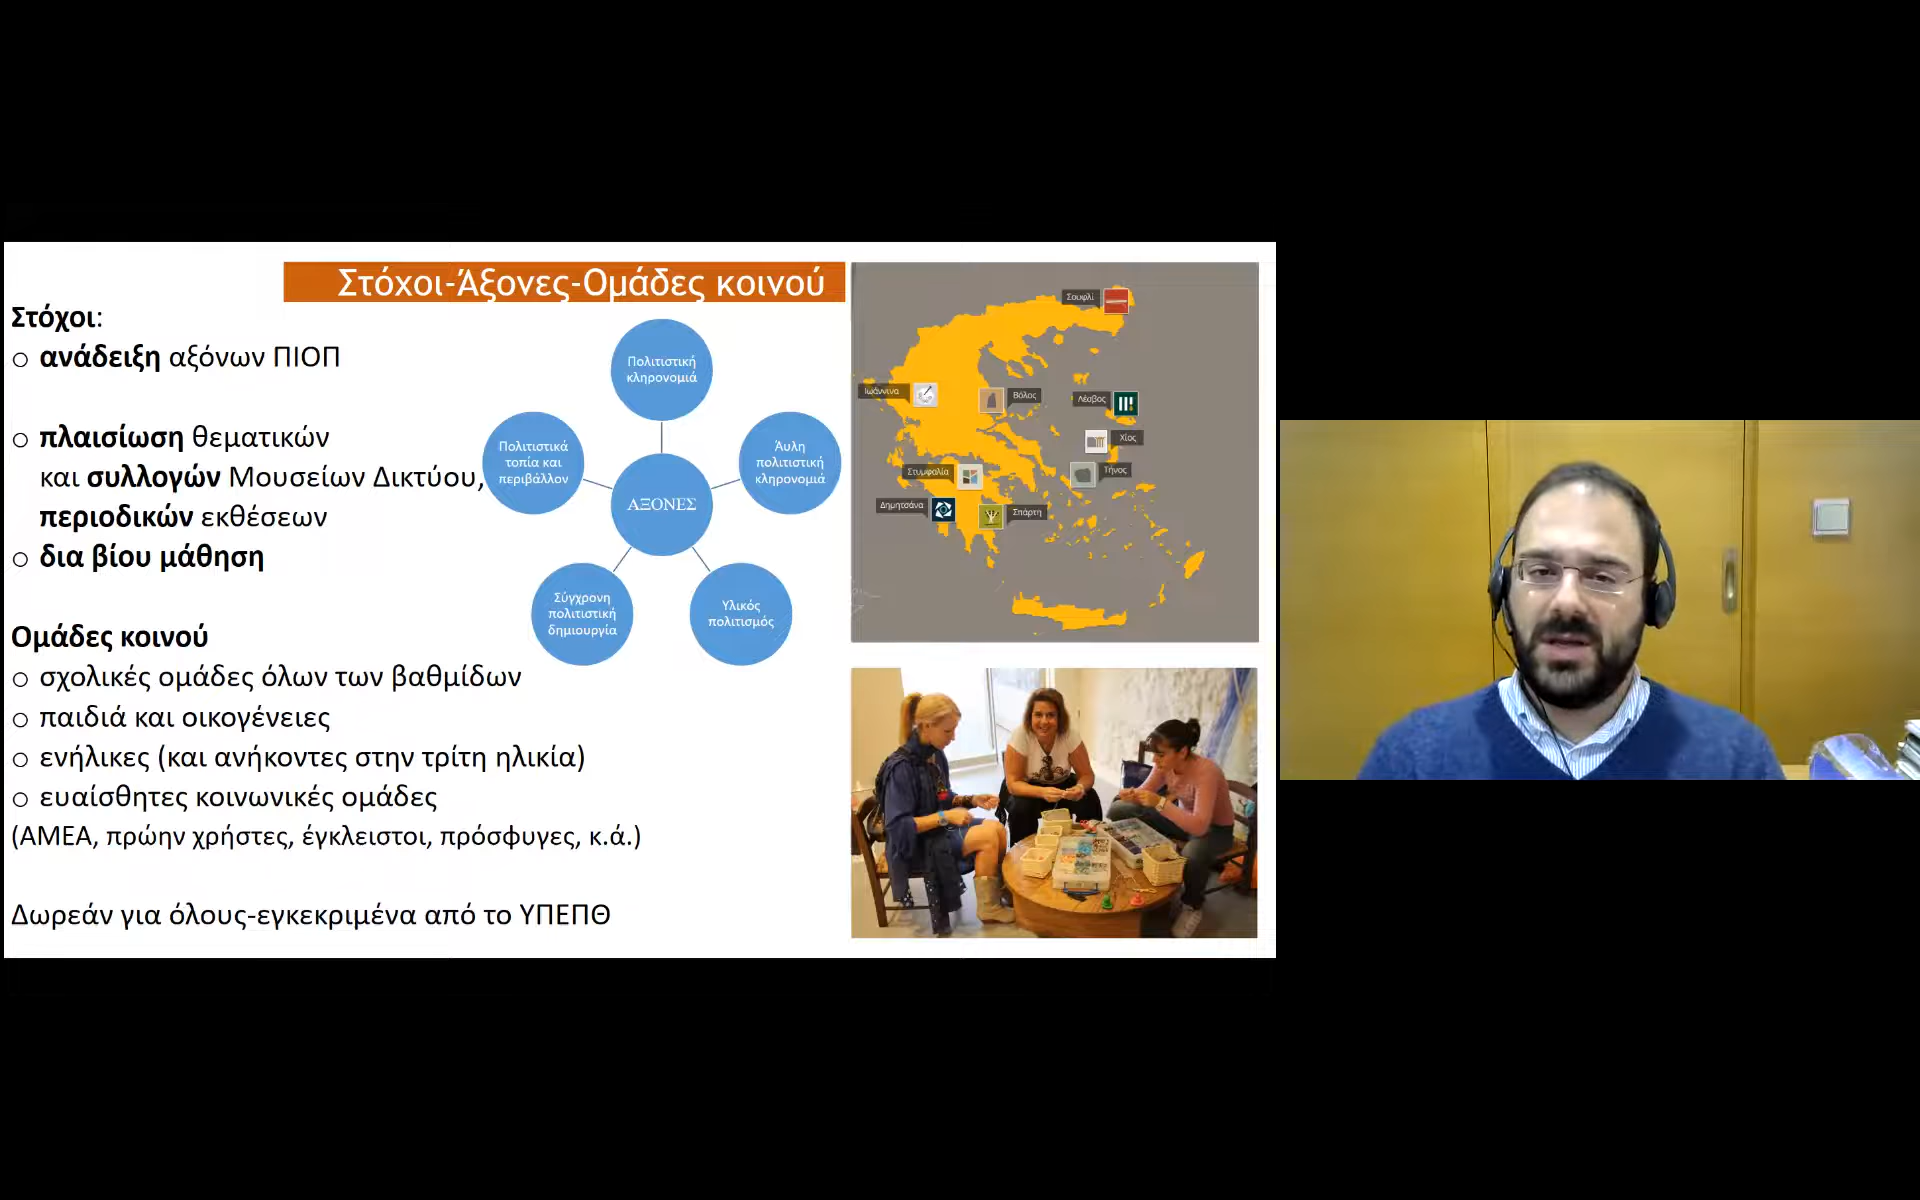 Στόχοι-Άξονες-Ομάδες κοινού
Στόχοι:
ο ανάδειξη αξόνων ΠΙΟΠ
ο πλαισίωση θεματικών
και συλλογών Μουσείων Δικτύου,
περιοδικών εκθέσεων
ο δια βίου μάθηση
Ομάδες κοινού
ο σχολικές ομάδες όλων των βαθμίδων
ο παιδιά και οικογένειες
ο ενήλικες (και ανήκοντες στην τρίτη ηλικία)
ο ευαίσθητες κοινωνικές ομάδες
(ΑΜΕΑ, πρώην χρήστες, έγκλειστοι, πρόσφυγες, κ.ά.)
Δωρεάν για όλους-εγκεκριμένα από το ΥΠΕΠΘ
Πολιτιστική
κληρονομιά
Πολιτιστικά
τοπία και
περιβάλλον
Άυλη
πολιτιστική
κληρονομιά
ΑΞΟΝΕΣ
Σύγχρονη
πολιτιστική
δημιουργία
Υλικός
πολιτισμός
Σουφλί
Ιωάννινα
Βόλος
Λέσβος
Χίος
Στυμφαλία
Τήνος
Δημητσάνα
Σπάρτη